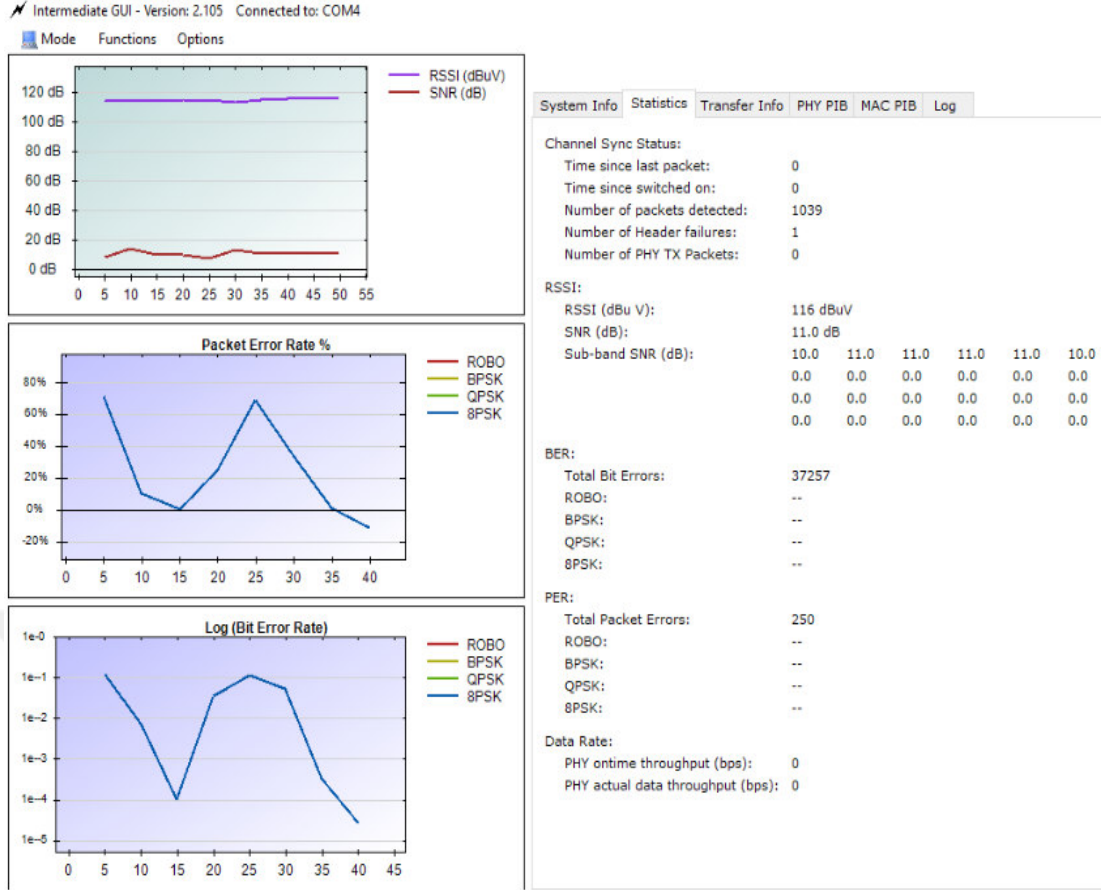 Intermediate GUI - Version: 2.105 Connected to: COM4
Mode Functions Options
RSSI (dBuV)
SNR (dB)
120 dB
100 dB
80 dB
60 dB
40 dB
20 dB
0 dB
0 5 10 15 20 25 30 35 40 45 50 55
Packet Error Rate %
ROBO
BPSK
QPSK
8PSK
80%
60%
40%
20%
0%
-20%
0 5 10 15 20 25 30 35 40
Log (Bit Error Rate)
ROBO
BPSK
QPSK
8PSK
1e-0
1e-1
1e-2
1e-3
1e-4
1e-5
0 5 10 15 20 25 30 35 40 45
System Info Statistics Transfer Info PHY PIB MAC PIB Log
Channel Sync Status:
Time since last packet: 0
Time since switched on: 0
Number of packets detected: 1039
Number of Header failures: 1
Number of PHY TX Packets: 0
RSSI:
RSSI (dBu V): 116 dBuV
SNR (dB): 11.0 dB
Sub-band SNR (dB): 10.0 11.0 11.0 11.0 11.0 10.0
0.0 0.0 0.0 0.0 0.0 0.0
0.0 0.0 0.0 0.0 0.0 0.0
0.0 0.0 0.0 0.0 0.0 0.0
BER:
Total Bit Errors: 37257
ROBO: --
BPSK: --
QPSK: --
8PSK: --
PER:
Total Packet Errors: 250
ROBO: --
BPSK: --
QPSK: --
8PSK: --
Data Rate:
PHY ontime throughput (bps): 0
PHY actual data throughput (bps): 0